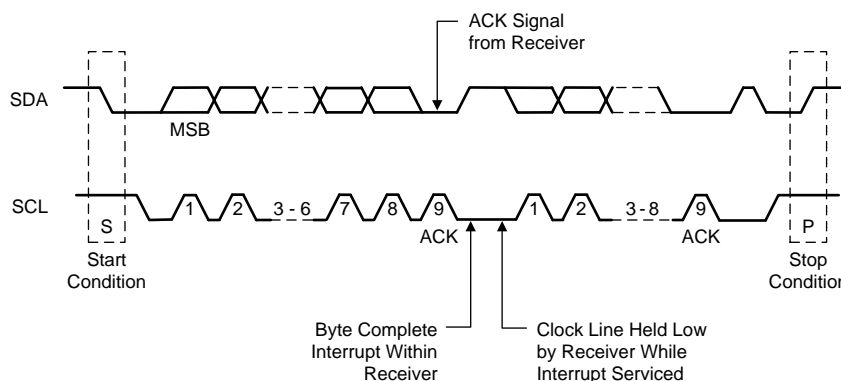 ACK Signal
from Receiver
SDA
MSB
SCL
S
1
2
3 - 6
7
8
9
1
2
3 - 8
9
P
ACK
ACK
Start
Condition
Stop
Condition
Byte Complete
Interrupt Within
Receiver
Clock Line Held Low
by Receiver While
Interrupt Serviced